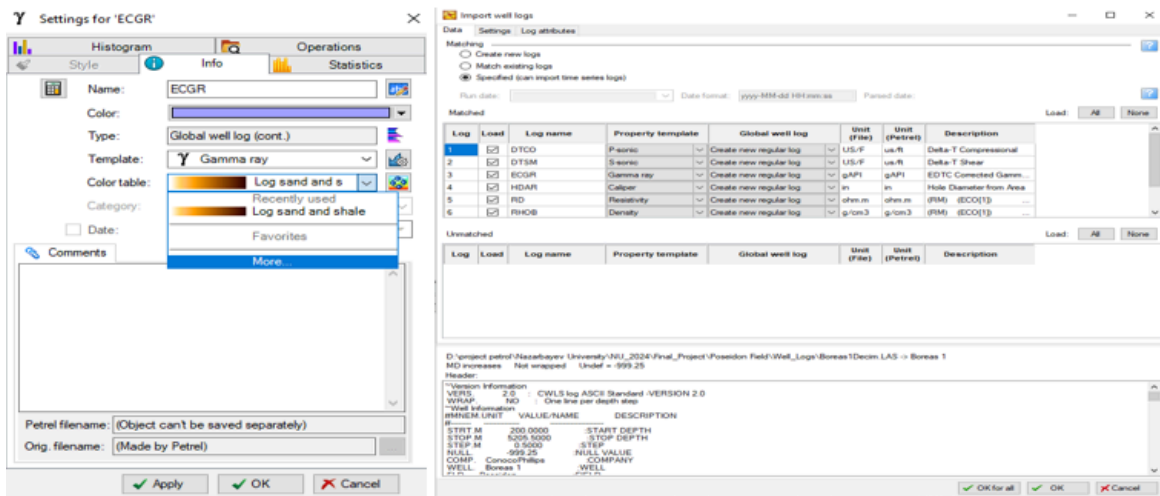 Settings for 'ECGR'
Histogram
Operations
Style
Info
Statistics
Name:
ECGR
Color:
Type:
Global well log (cont.)
Template:
Gamma ray
Color table:
Log sand and s
Recently used
Log sand and shale
Category:
Favorites
Date:
More...
Comments
Petrel filename:
(Object can't be saved separately)
Orig. filename:
(Made by Petrel)
Apply
OK
Cancel
Import well logs
Data Settings Log attributes
Matching
Create new logs
Match existing logs
Specified (can import time series logs)
Run date:
Date format: yyyy-MM-dd HH:mm:ss
Parsed date:
Matched
Load: All None
Log Load Log name Property template Global well log Unit (File) Unit (Petrel) Description
1 DTCO P-sonic Create new regular log US/F us/ft Delta-T Compressional
2 DTSM S-sonic Create new regular log US/F us/ft Delta-T Shear
3 ECGR Gamma ray Create new regular log gAPI gAPI EDTC Corrected Gamm...
4 HDAR Caliper Create new regular log in in Hole Diameter from Area
5 RD Resistivity Create new regular log ohm.m ohm.m (RM) (ECO[1]) ...
6 RHOB Density Create new regular log g/cm3 g/cm3 (RM) (ECO[1]) ...
Unmatched
Load: All None
Log Load Log name Property template Global well log Unit (File) Unit (Petrel) Description
D:\project petrol\Nazarbayev University\NU_2024\Final_Project\Poseidon Field\Well_Logs\Boreas1Decim.LAS -> Boreas 1
MD increases Not wrapped Undef = -999.25
Header:
~Version Information
VERS. 2.0 : CWLS log ASCII Standard -VERSION 2.0
WRAP. NO : One line per depth step
~Well Information
#MNEM.UNIT VALUE/NAME DESCRIPTION
STRT.M 200.0000 :START DEPTH
STOP.M 5205.5000 :STOP DEPTH
STEP.M 0.5000 :STEP
NULL. -999.25 :NULL VALUE
COMP. ConocoPhillips :COMPANY
WELL. Boreas 1 :WELL
OK for all
OK
Cancel